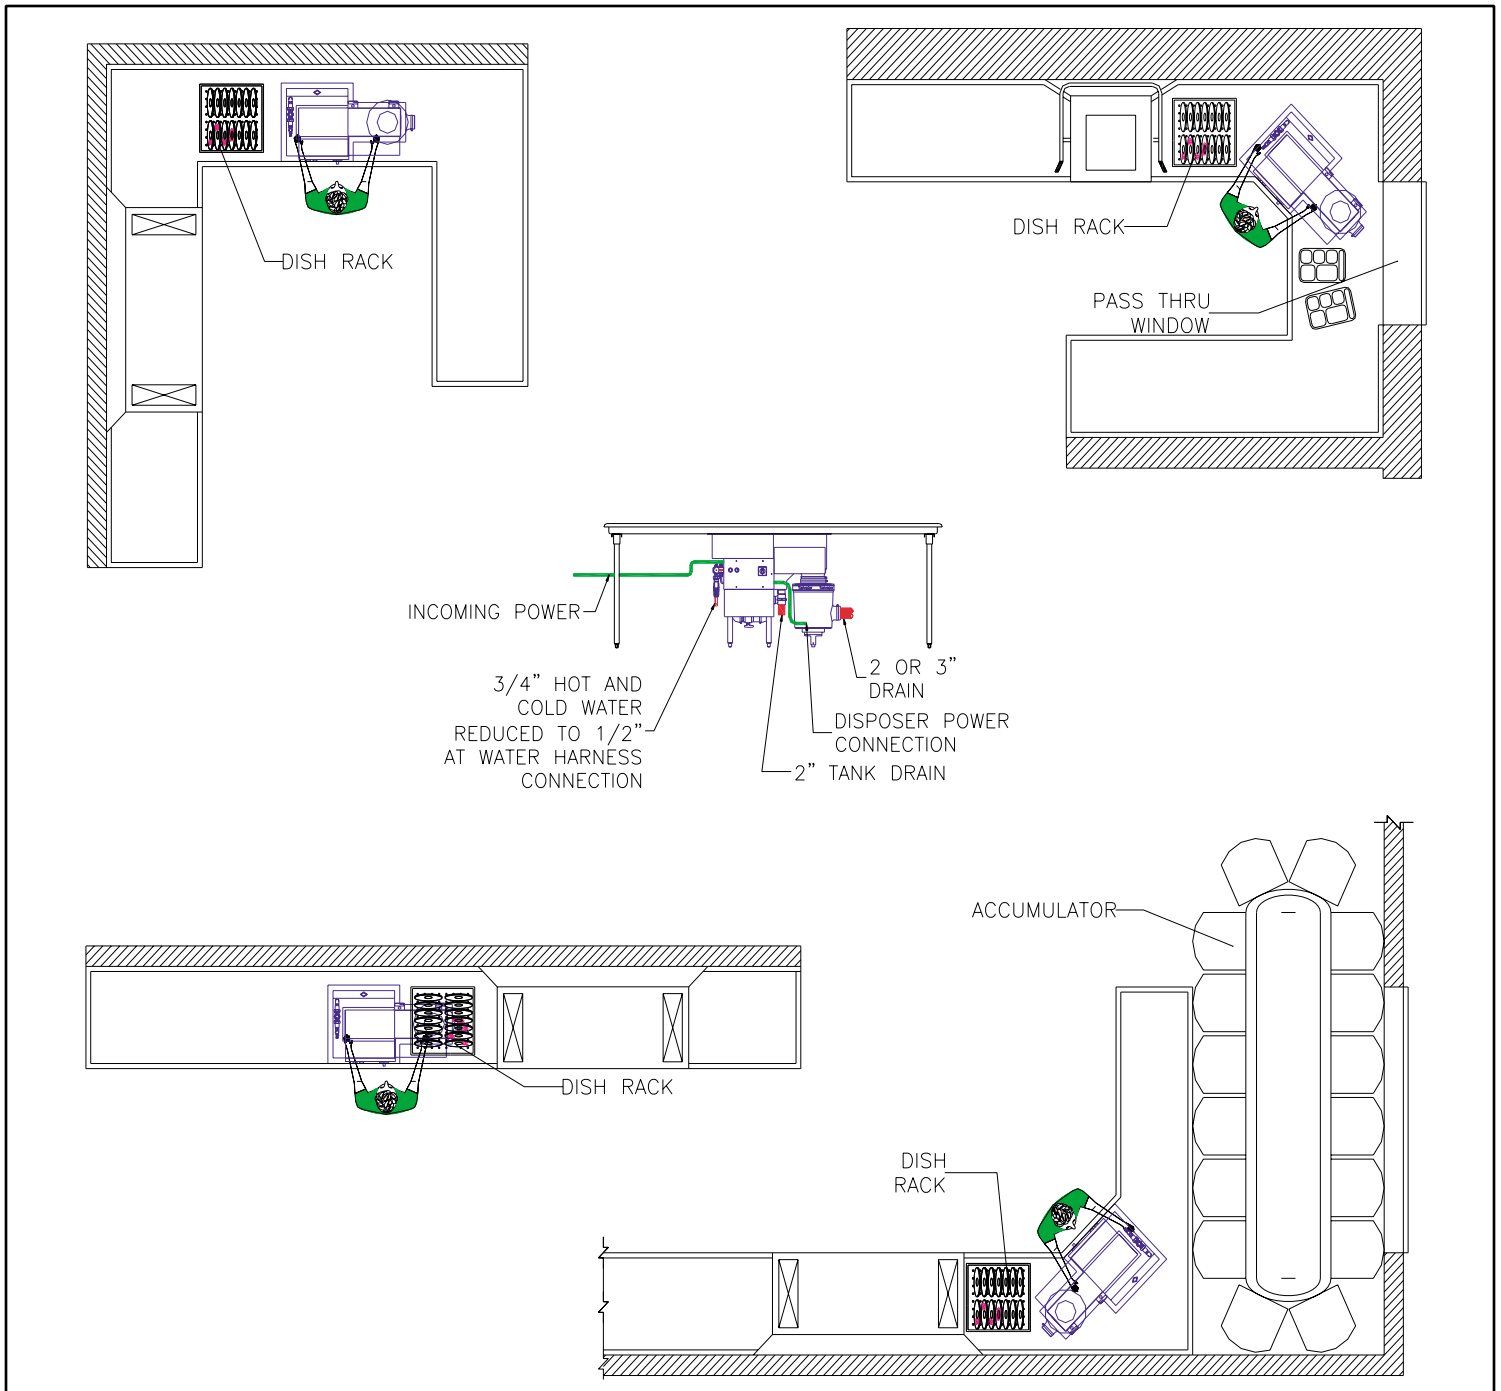 DISH RACK
DISH RACK
PASS THRU
WINDOW
INCOMING POWER
3/4” HOT AND
COLD WATER
REDUCED TO 1/2”
AT WATER HARNESS
CONNECTION
2 OR 3”
DRAIN
DISPOSER POWER
CONNECTION
2” TANK DRAIN
ACCUMULATOR
DISH RACK
DISH
RACK